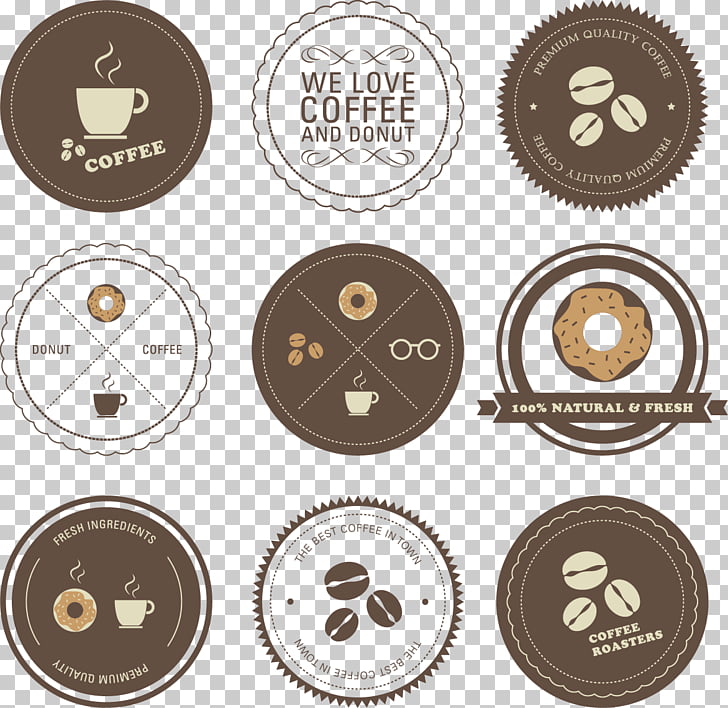 COFFEE
WE LOVE
COFFEE
AND DONUT
PREMIUM QUALITY COFFEE
PREMIUM QUALITY COFFEE
DONUT
COFFEE
100% NATURAL & FRESH
FRESH INGREDIENTS
PREMIUM QUALITY
THE BEST COFFEE IN TOWN
THE BEST COFFEE IN TOWN
COFFEE
ROASTERS